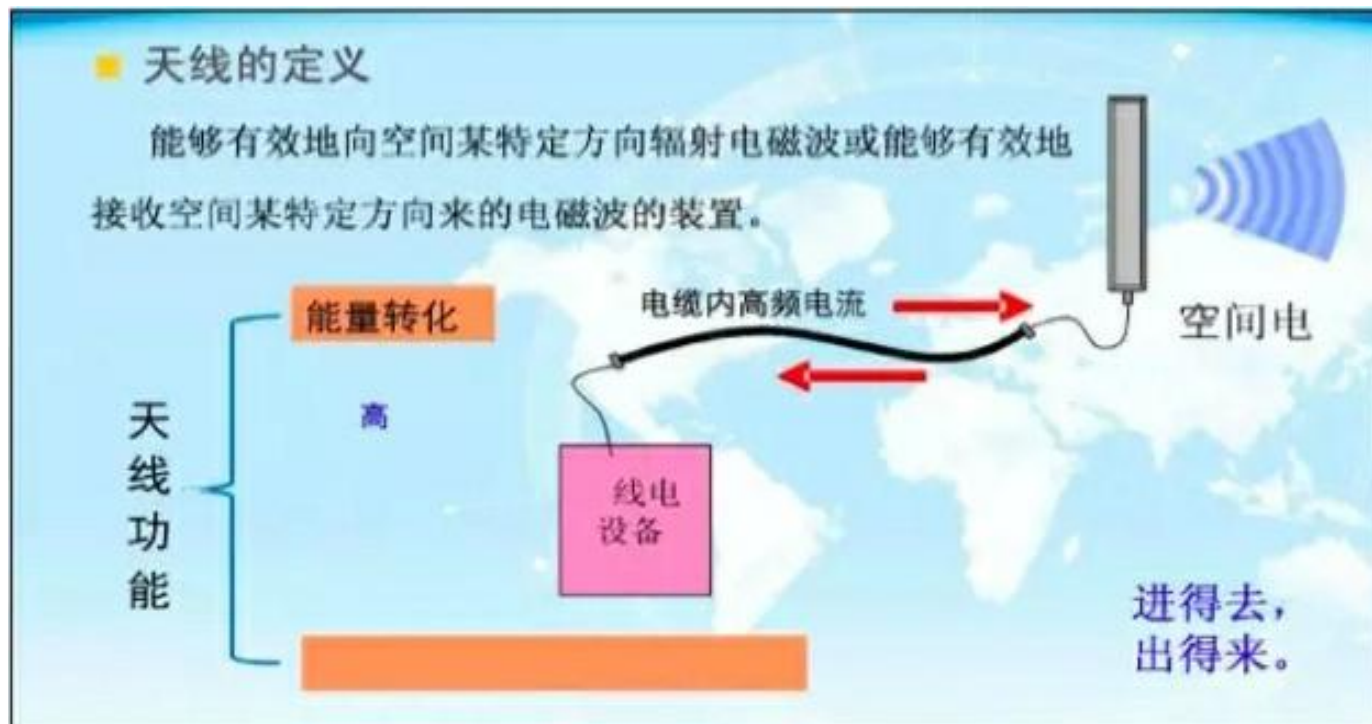 天线的定义
能够有效地向空间某特定方向辐射电磁波或能够有效地
接收空间某特定方向来的电磁波的装置。
能量转化
电缆内高频电流
空间电
天线功能
高
线电
设备
进得去，
出得来。